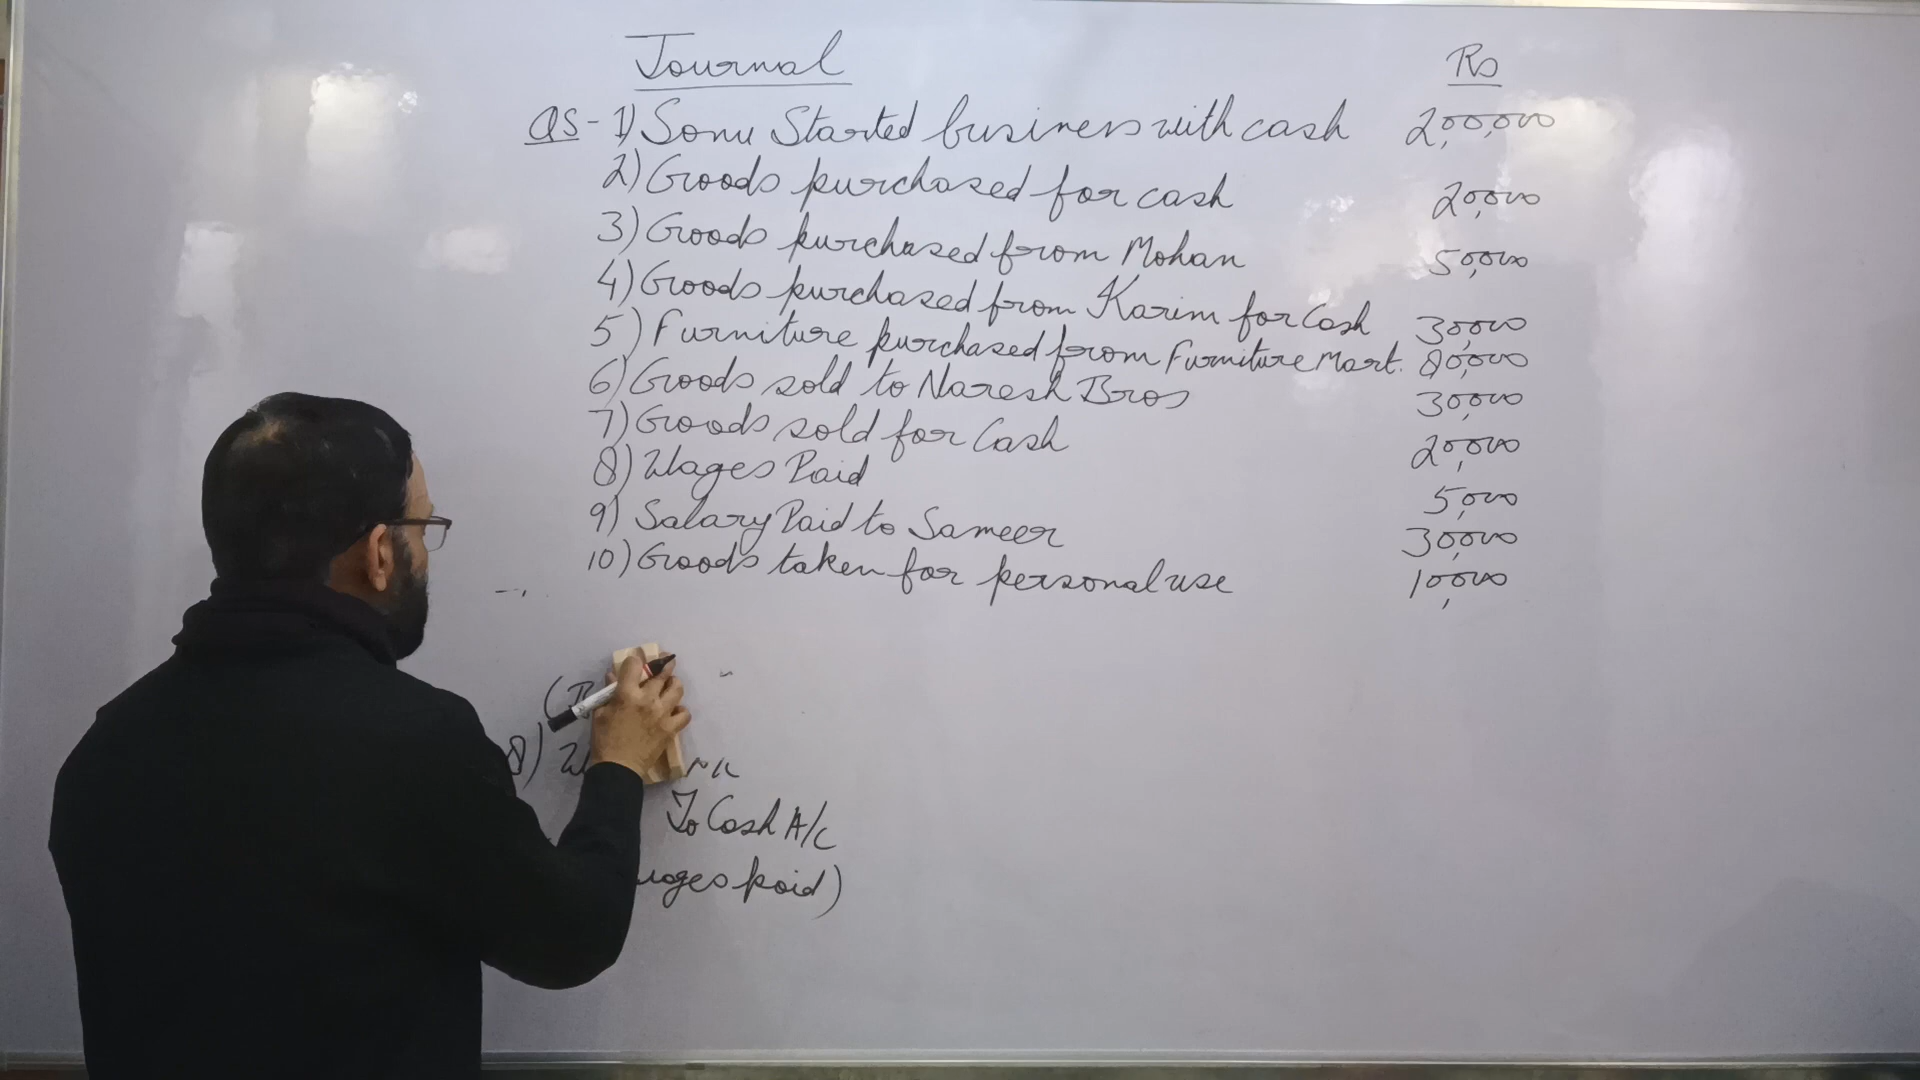 Journal Rs
QS - 1) Sonu Started business with cash 200,000
2) Goods purchased for cash 20,000
3) Goods purchased from Mohan 50,000
4) Goods purchased from Karim for Cash 30,000
5) Furniture purchased from Furniture Mart. 80,000
6) Goods sold to Naresh Bros 30,000
7) Goods sold for Cash 20,000
8) Wages Paid 5,000
9) Salary Paid to Sameer 30,000
10) Goods taken for personal use 10,000
8)
To Cash A/c
paid)